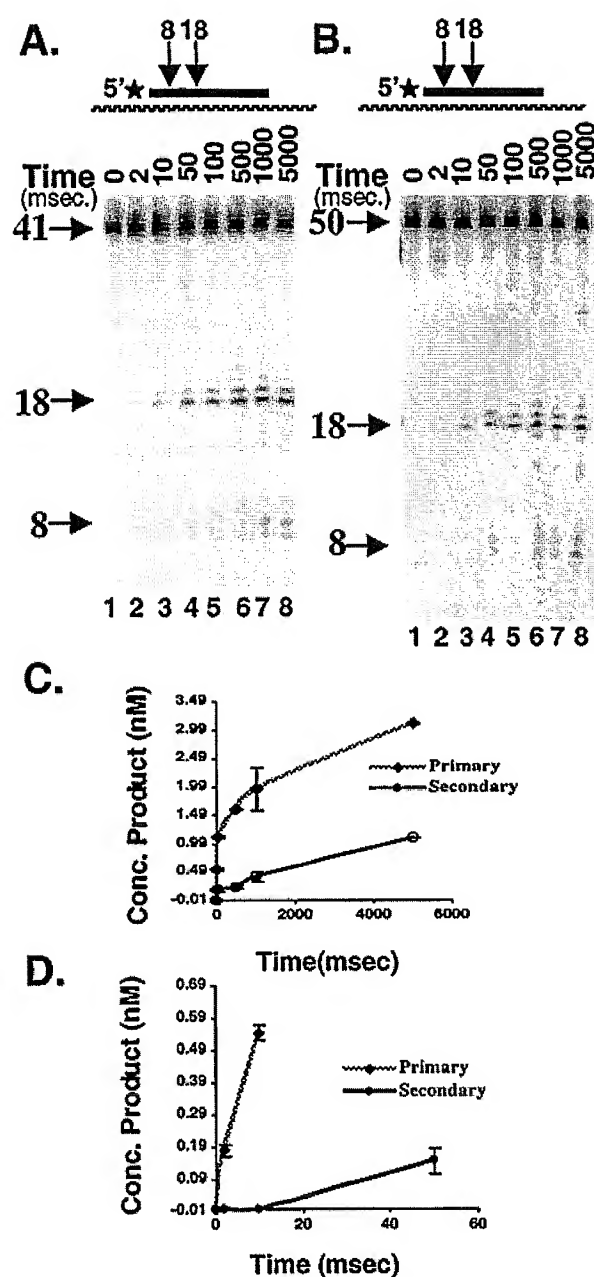 A.
8 18
5'★
Time
(msec.)
0 2 10 50 100 500 1000 5000
41
18
8
1 2 3 4 5 6 7 8
B.
8 18
5'★
Time
(msec.)
0 2 10 50 100 500 1000 5000
50
18
8
1 2 3 4 5 6 7 8
C.
Conc. Product (nM)
3.49
2.99
2.49
1.99
1.49
0.99
0.49
-0.01
0 2000 4000 6000
Primary
Secondary
Time(msec)
D.
Conc. Product (nM)
0.69
0.59
0.49
0.39
0.29
0.19
0.09
-0.01
0 20 40 60
Primary
Secondary
Time (msec)